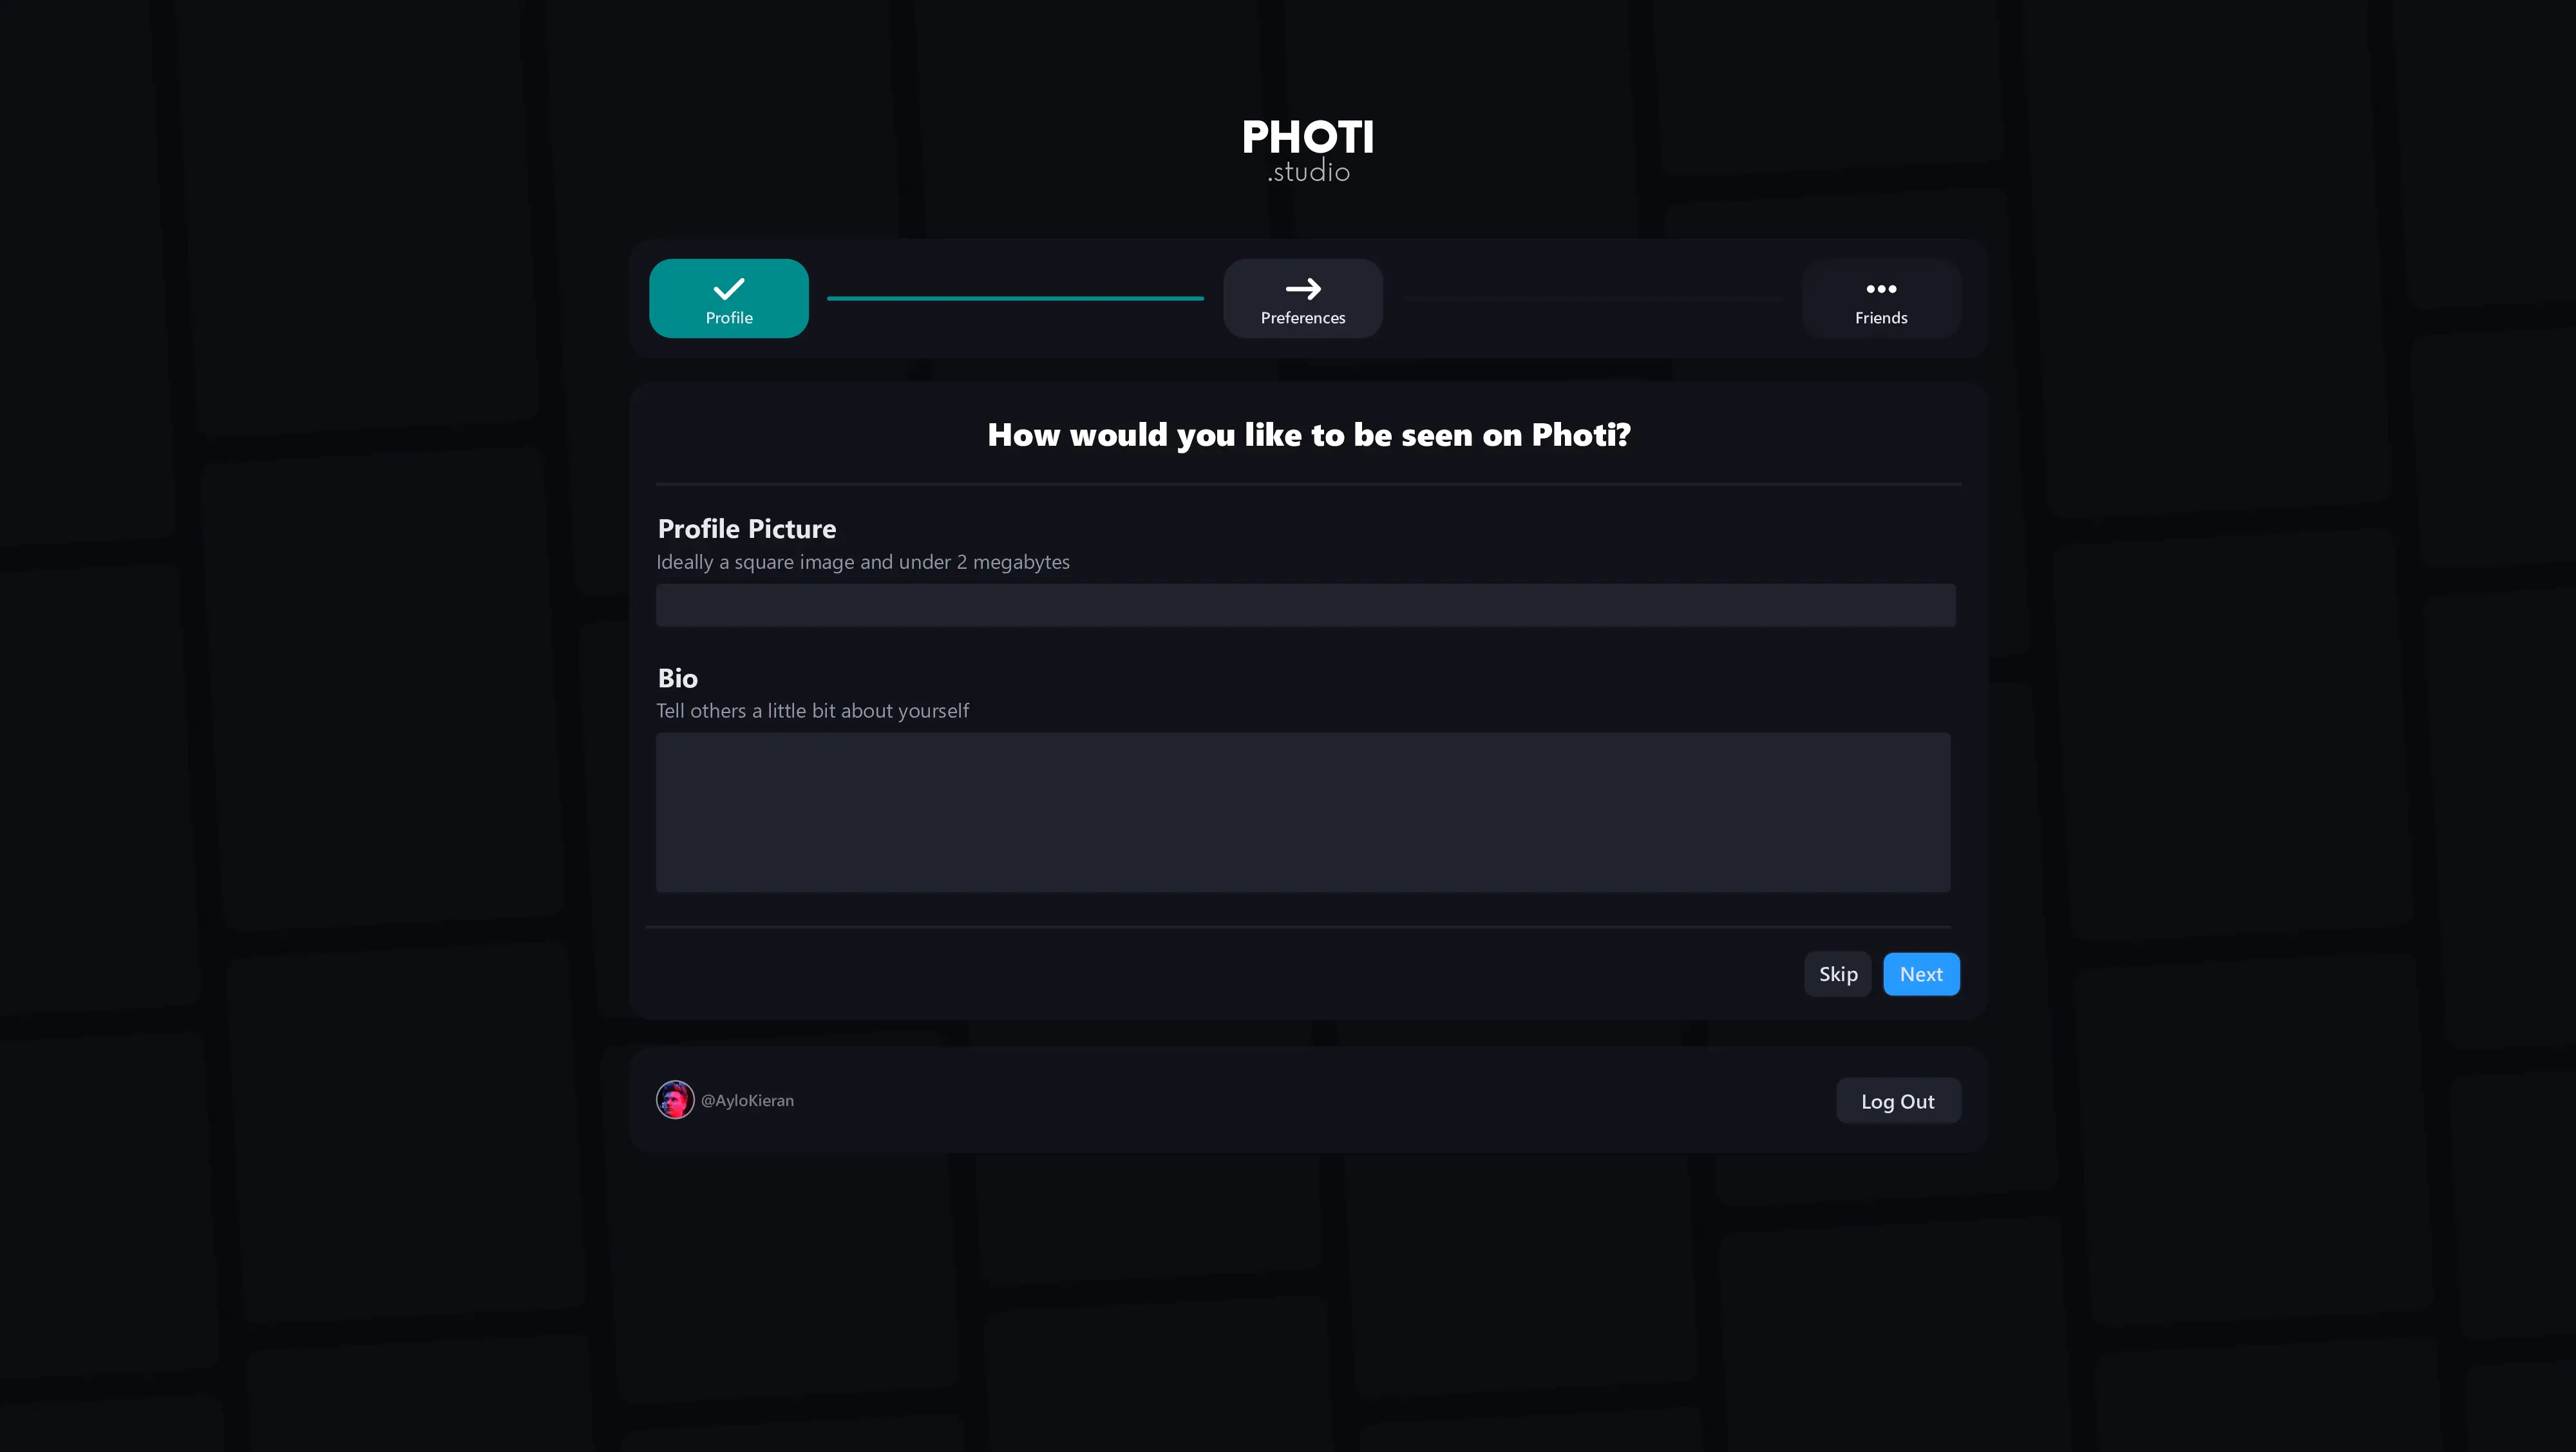 PHOTI
.studio
Profile
Preferences
Friends
How would you like to be seen on Photi?
Profile Picture
Ideally a square image and under 2 megabytes
Bio
Tell others a little bit about yourself
Skip
Next
@AyloKieran
Log Out